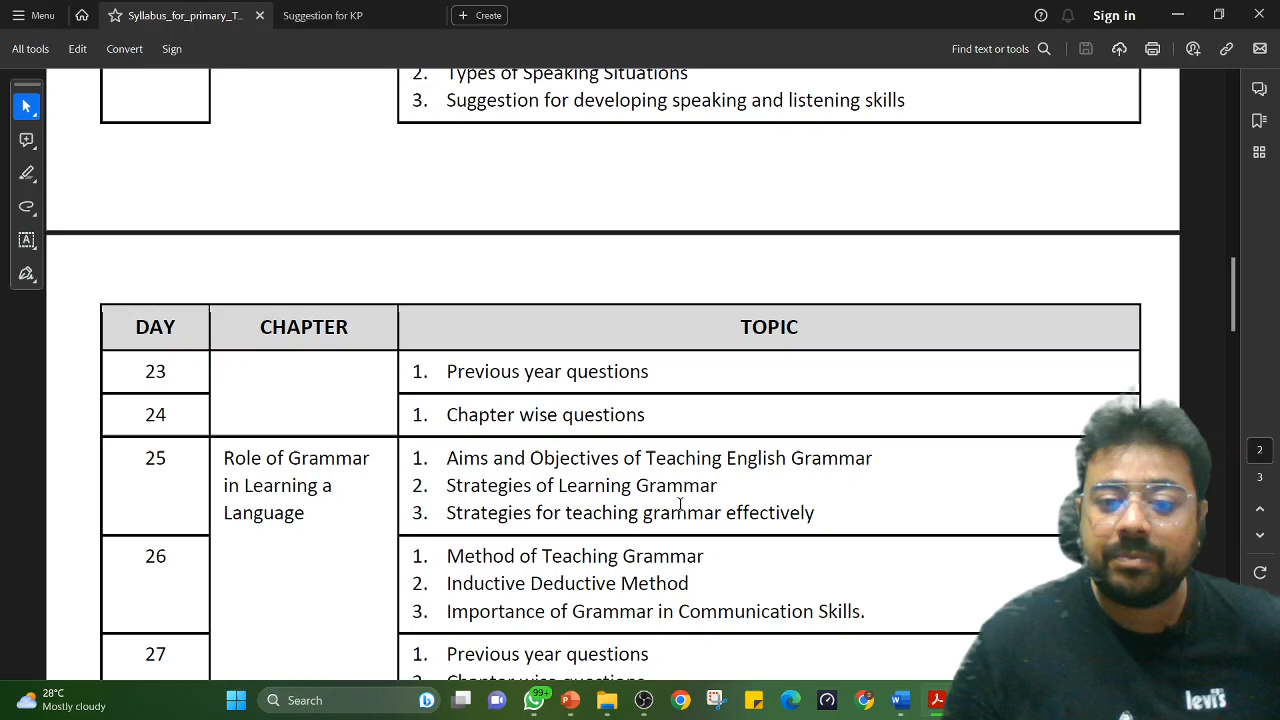 Menu
Syllabus_for_primary_T...
Suggestion for KP
Create
Sign in
All tools
Edit
Convert
Sign
Find text or tools
2. Types of Speaking Situations
3. Suggestion for developing speaking and listening skills
DAY CHAPTER TOPIC
23 1. Previous year questions
24 1. Chapter wise questions
25 Role of Grammar 1. Aims and Objectives of Teaching English Grammar
in Learning a 2. Strategies of Learning Grammar
Language 3. Strategies for teaching grammar effectively
26 1. Method of Teaching Grammar
2. Inductive Deductive Method
3. Importance of Grammar in Communication Skills.
27 1. Previous year questions
2. Chapter wise questions
2
3
levi's
28°C
Mostly cloudy
Search
99+